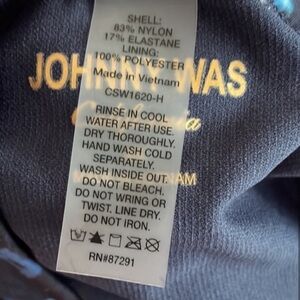 SHELL:
83% NYLON
17% ELASTANE
LINING:
100% POLYESTER
JOHNNY WAS
Made in Vietnam
CSW1620-H
RINSE IN COOL
WATER AFTER USE.
DRY THOROUGHLY.
HAND WASH COLD
SEPARATELY.
WASH INSIDE OUT.
DO NOT BLEACH.
DO NOT WRING OR
TWIST. LINE DRY.
DO NOT IRON.
RN#87291